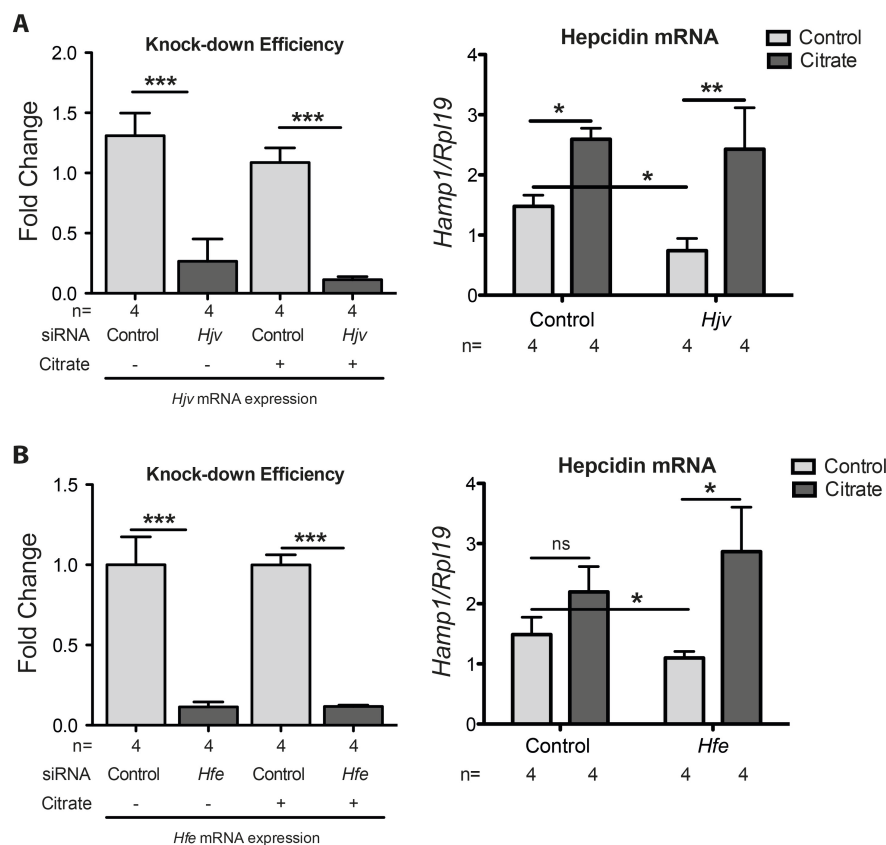 A
Knock-down Efficiency
Fold Change
2.0
1.5
1.0
0.5
0.0
***
***
n= 4 4 4 4
siRNA Control Hjv Control Hjv
Citrate - - + +
Hjv mRNA expression
Hepcidin mRNA
Control
Citrate
Hamp1/Rpl19
4
3
2
1
0
*
**
*
Control Hjv
n= 4 4 4 4
B
Knock-down Efficiency
Fold Change
1.5
1.0
0.5
0.0
***
***
n= 4 4 4 4
siRNA Control Hfe Control Hfe
Citrate - - + +
Hfe mRNA expression
Hepcidin mRNA
Control
Citrate
Hamp1/Rpl19
4
3
2
1
0
ns
*
*
Control Hfe
n= 4 4 4 4